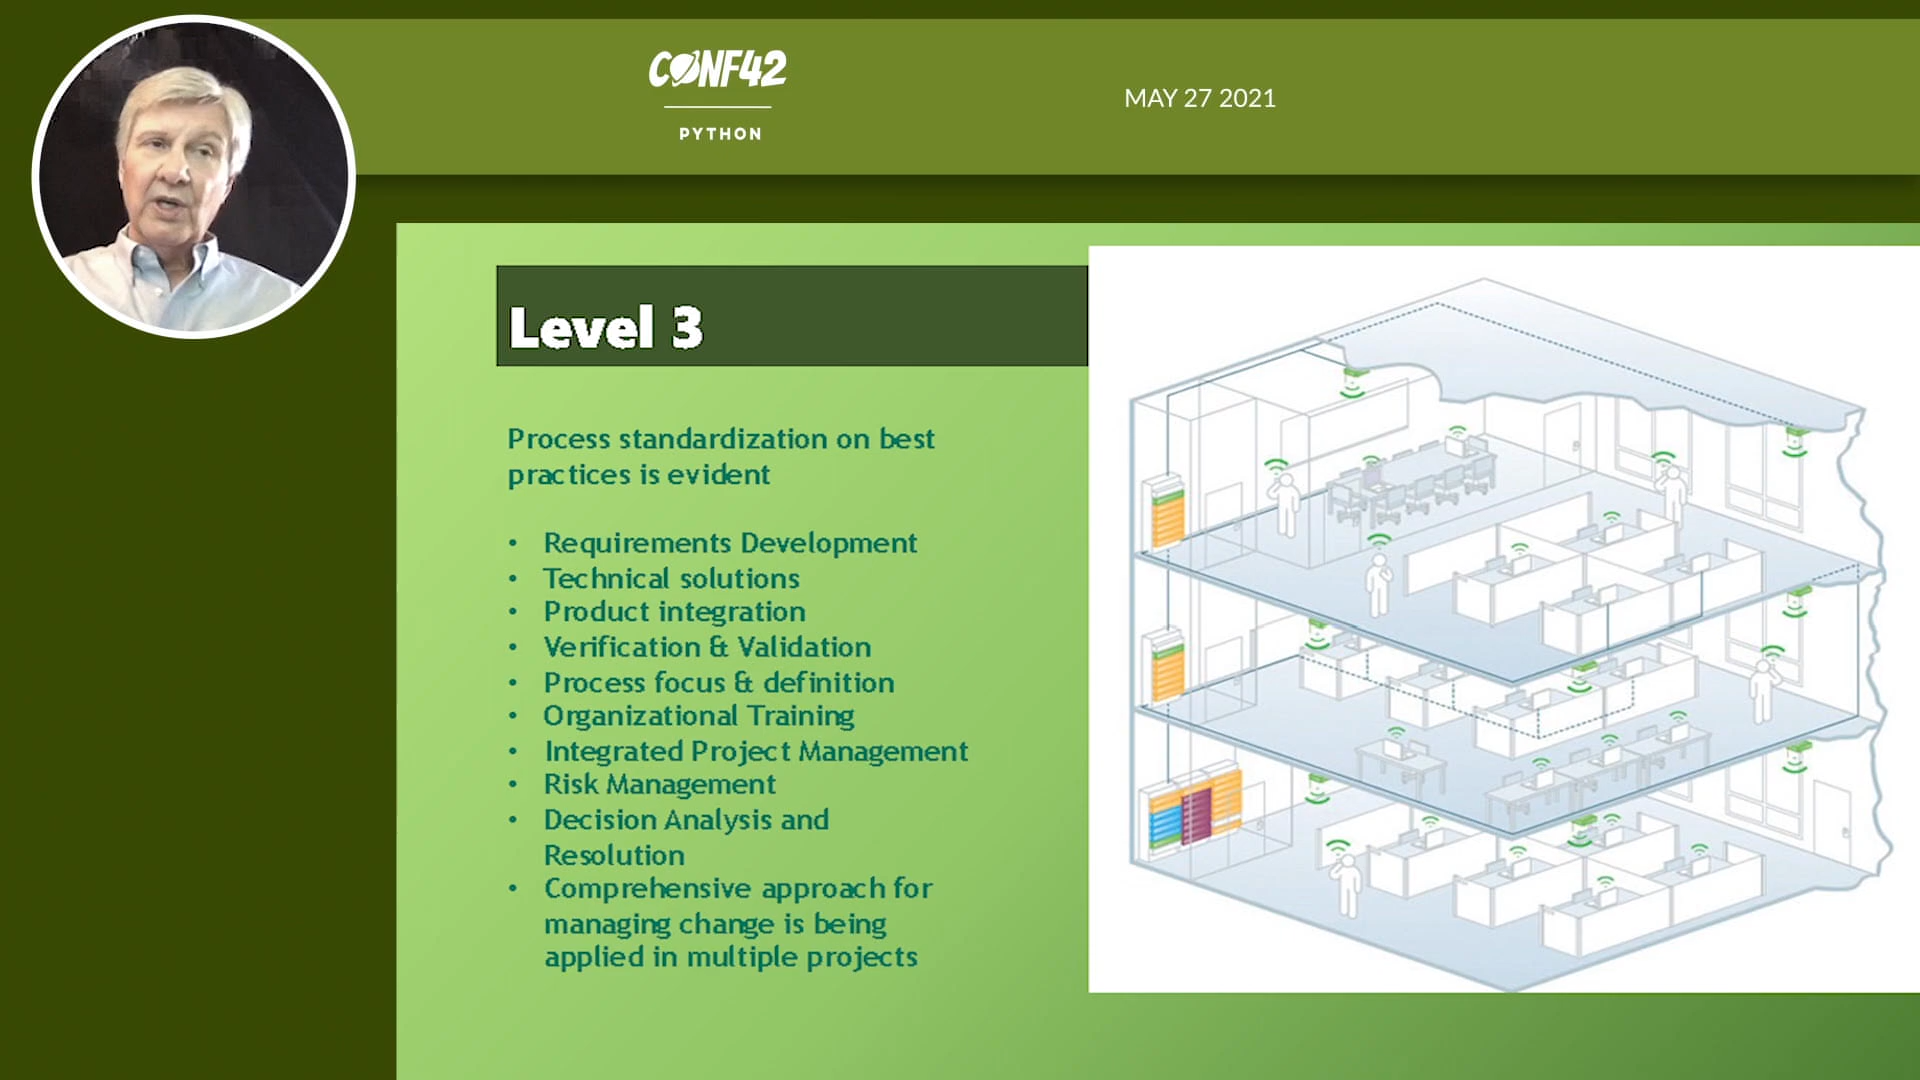 CONF42
PYTHON
MAY 27 2021
Level 3
Process standardization on best
practices is evident
• Requirements Development
• Technical solutions
• Product integration
• Verification & Validation
• Process focus & definition
• Organizational Training
• Integrated Project Management
• Risk Management
• Decision Analysis and
Resolution
• Comprehensive approach for
managing change is being
applied in multiple projects